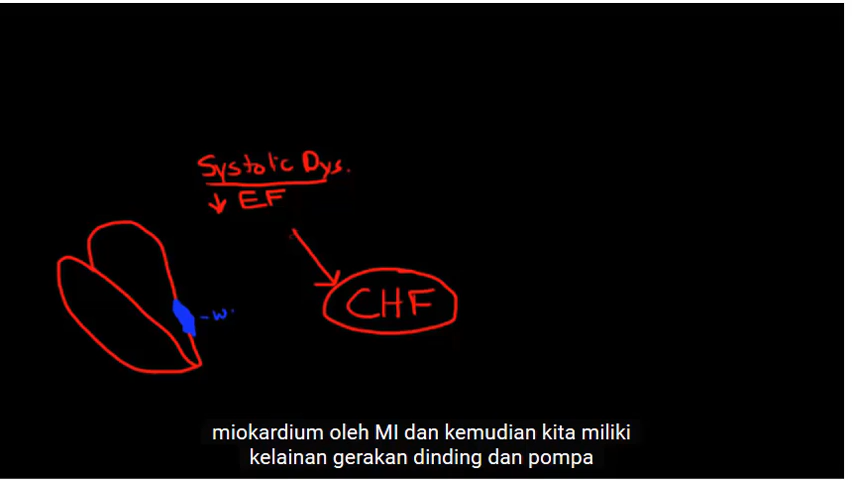 Systolic Dys.
↓ EF
CHF
-w.
miokardium oleh MI dan kemudian kita miliki
kelainan gerakan dinding dan pompa